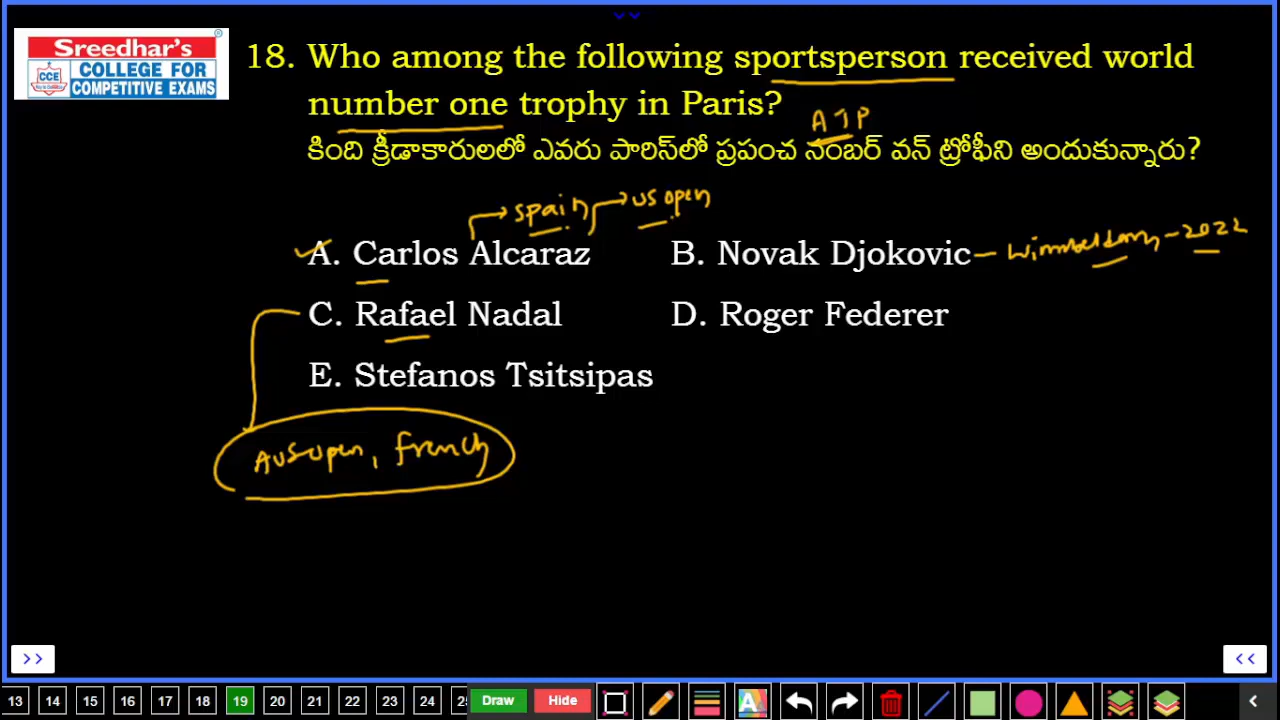 Sreedhar's
CCE
COLLEGE FOR
COMPETITIVE EXAMS
18. Who among the following sportsperson received world
number one trophy in Paris?
ATP
కింది క్రీడాకారులలో ఎవరు పారిస్‌లో ప్రపంచ నంబర్ వన్ ట్రోఫీని అందుకున్నారు?
spain
us open
A. Carlos Alcaraz
B. Novak Djokovic - 2022
C. Rafael Nadal
D. Roger Federer
E. Stefanos Tsitsipas
Aus open, french
>>
<<
13 14 15 16 17 18 19 20 21 22 23 24 Draw Hide